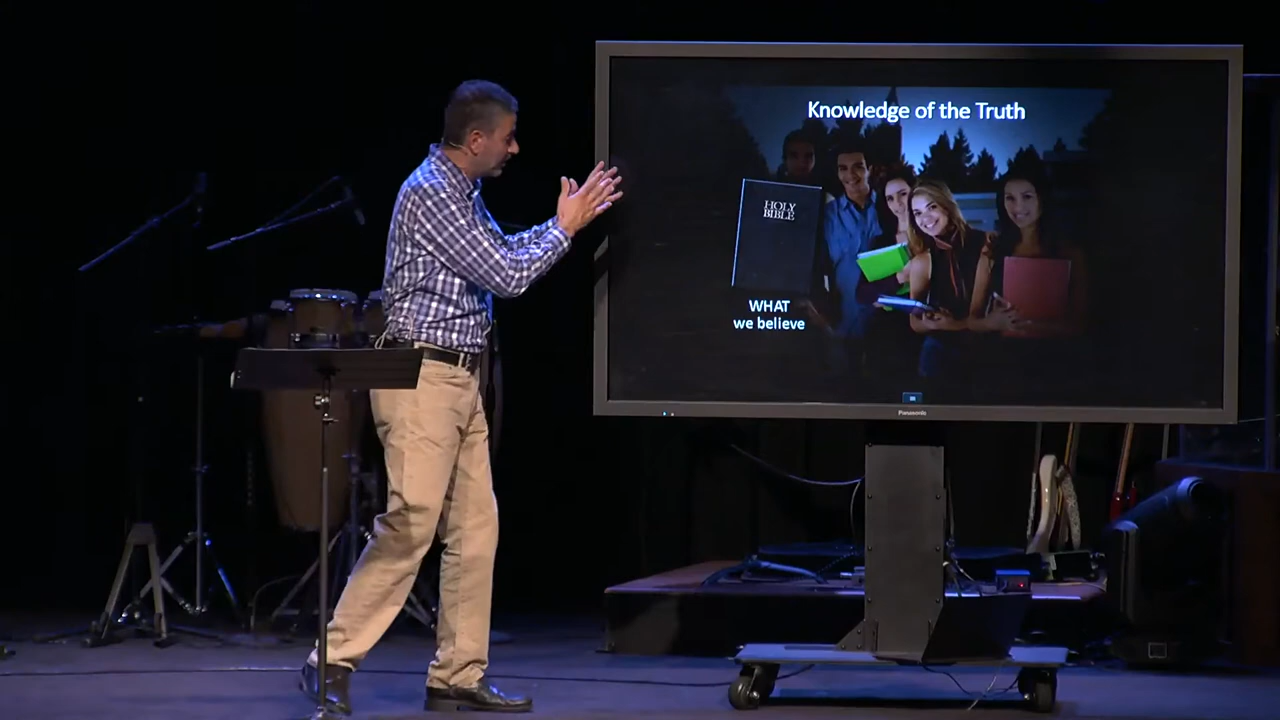 Knowledge of the Truth
HOLY
BIBLE
WHAT
we believe
Panasonic